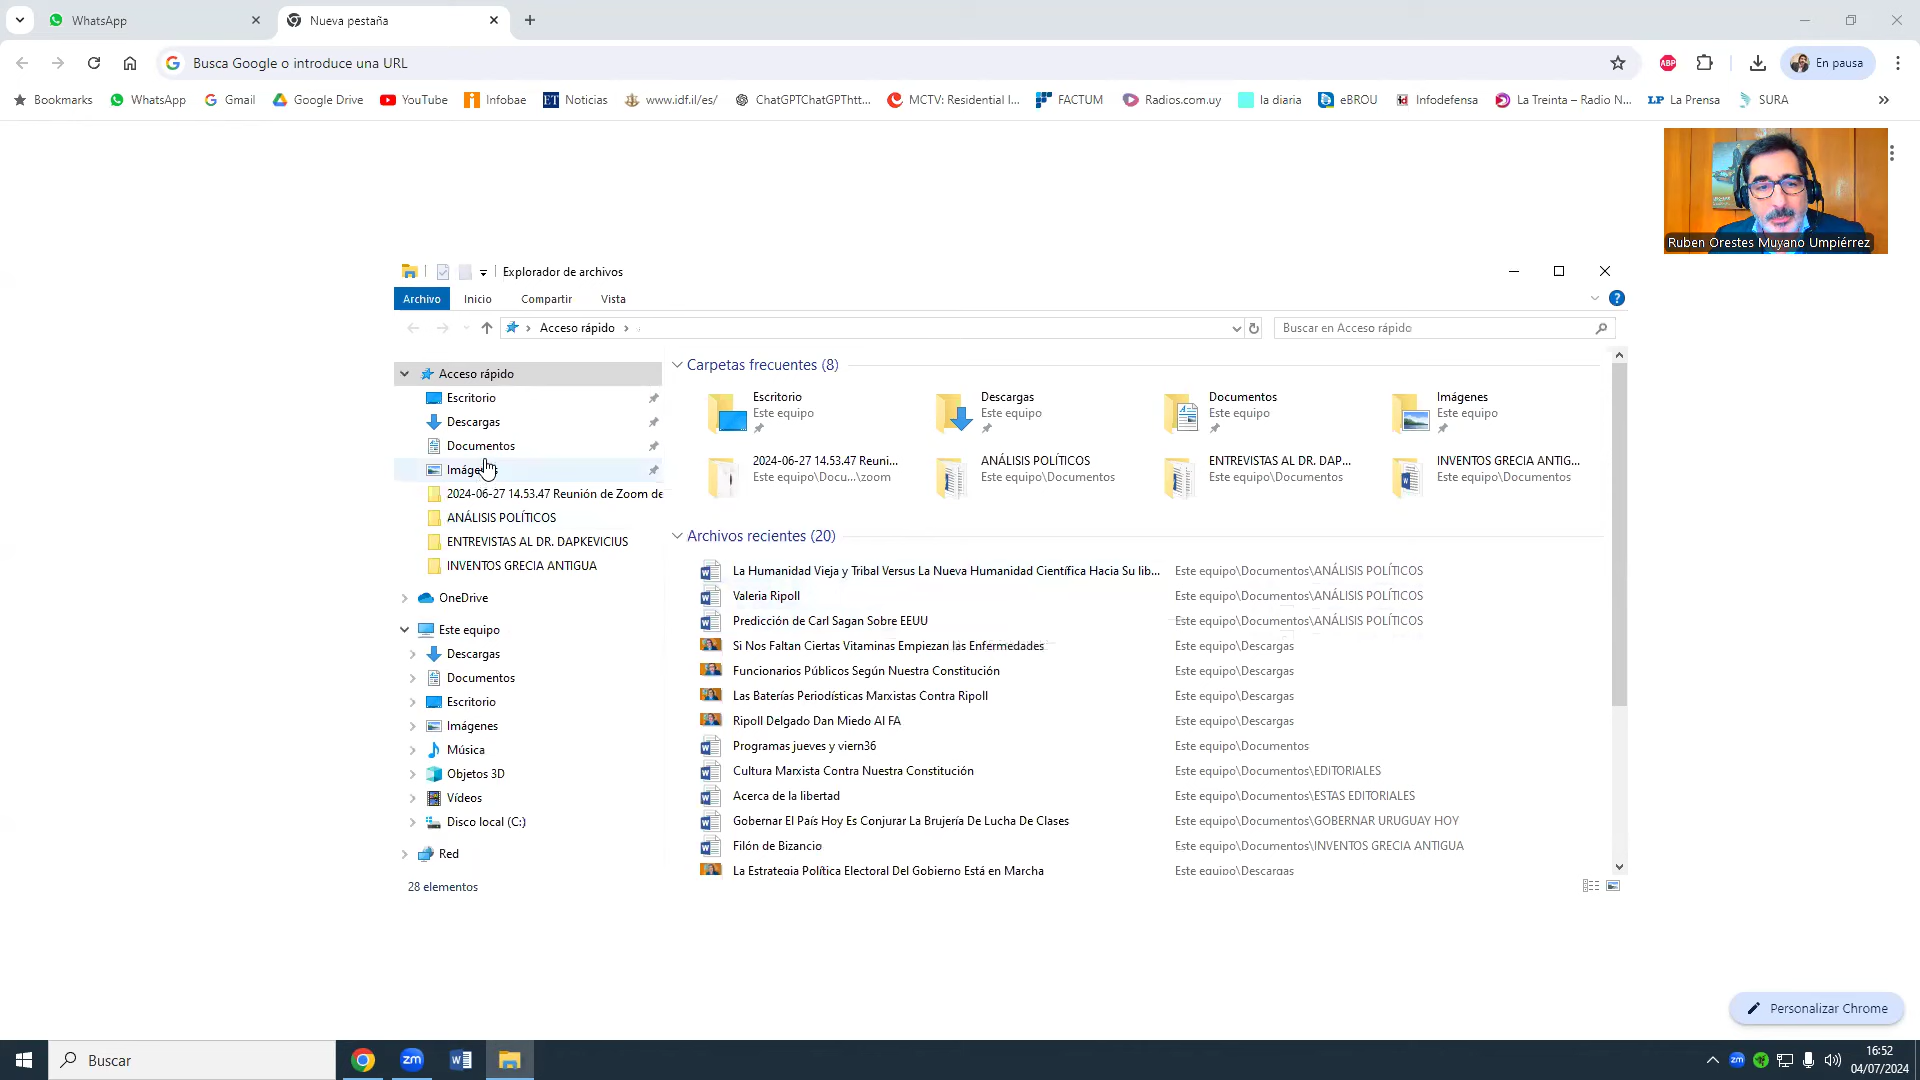 WhatsApp
Nueva pestaña
Busca Google o introduce una URL
ABP
En pausa
Bookmarks WhatsApp Gmail Google Drive YouTube Infobae ET Noticias www.idf.il/es/ ChatGPTChatGPThtt... MCTV: Residential I... FACTUM Radios.com.uy la diaria eBROU id Infodefensa La Treinta – Radio N... LP La Prensa SURA
Ruben Orestes Muyano Umpiérrez
Explorador de archivos
Archivo Inicio Compartir Vista
Acceso rápido
Buscar en Acceso rápido
Acceso rápido
Escritorio
Descargas
Documentos
2024-06-27 14.53.47 Reunión de Zoom de
ANÁLISIS POLÍTICOS
ENTREVISTAS AL DR. DAPKEVICIUS
INVENTOS GRECIA ANTIGUA
OneDrive
Este equipo
Descargas
Documentos
Escritorio
Imágenes
Música
Objetos 3D
Vídeos
Disco local (C:)
Red
28 elementos
Carpetas frecuentes (8)
Escritorio
Este equipo
Descargas
Este equipo
Documentos
Este equipo
Imágenes
Este equipo
2024-06-27 14.53.47 Reuni...
Este equipo\Docu...\zoom
ANÁLISIS POLÍTICOS
Este equipo\Documentos
ENTREVISTAS AL DR. DAP...
Este equipo\Documentos
INVENTOS GRECIA ANTIG...
Este equipo\Documentos
Archivos recientes (20)
La Humanidad Vieja y Tribal Versus La Nueva Humanidad Científica Hacia Su lib... Este equipo\Documentos\ANÁLISIS POLÍTICOS
Valeria Ripoll Este equipo\Documentos\ANÁLISIS POLÍTICOS
Predicción de Carl Sagan Sobre EEUU Este equipo\Documentos\ANÁLISIS POLÍTICOS
Si Nos Faltan Ciertas Vitaminas Empiezan las Enfermedades Este equipo\Descargas
Funcionarios Públicos Según Nuestra Constitución Este equipo\Descargas
Las Baterías Periodísticas Marxistas Contra Ripoll Este equipo\Descargas
Ripoll Delgado Dan Miedo Al FA Este equipo\Descargas
Programas jueves y viern36 Este equipo\Documentos
Cultura Marxista Contra Nuestra Constitución Este equipo\Documentos\EDITORIALES
Acerca de la libertad Este equipo\Documentos\ESTAS EDITORIALES
Gobernar El País Hoy Es Conjurar La Brujería De Lucha De Clases Este equipo\Documentos\GOBERNAR URUGUAY HOY
Filón de Bizancio Este equipo\Documentos\INVENTOS GRECIA ANTIGUA
La Estrategia Política Electoral Del Gobierno Está en Marcha Este equipo\Descargas
Personalizar Chrome
Buscar
zm
zm
16:52
04/07/2024